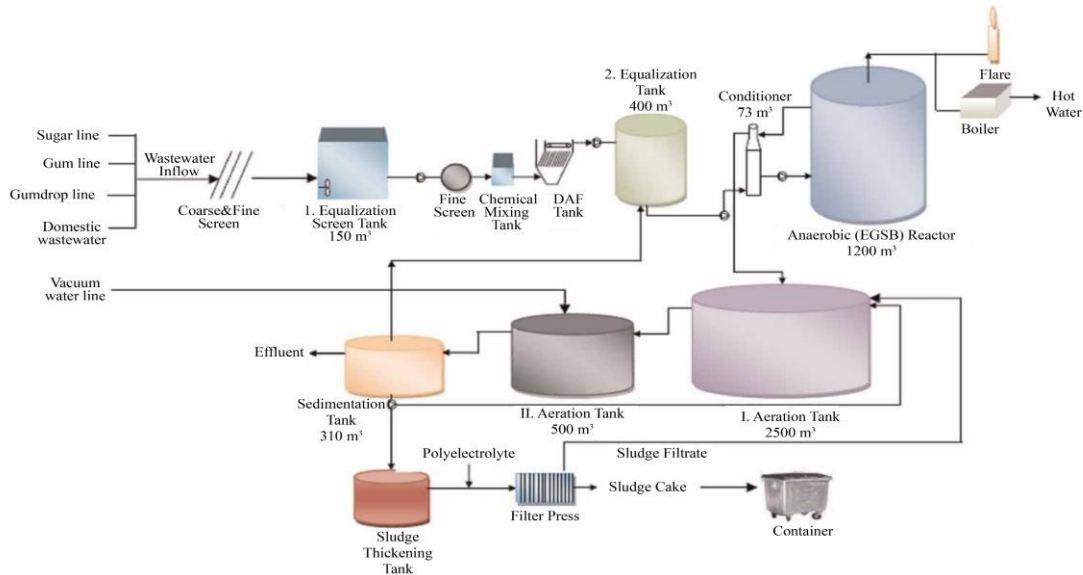 Sugar line
Gum line
Gumdrop line
Domestic
wastewater
Wastewater
Inflow
Coarse&Fine
Screen
1. Equalization
Screen Tank
150 m³
Fine
Screen
Chemical
Mixing
Tank
DAF
Tank
2. Equalization
Tank
400 m³
Conditioner
73 m³
Anaerobic (EGSB) Reactor
1200 m³
Flare
Boiler
Hot
Water
Vacuum
water line
Effluent
Sedimentation
Tank
310 m³
II. Aeration Tank
500 m³
I. Aeration Tank
2500 m³
Sludge Filtrate
Polyelectrolyte
Sludge
Thickening
Tank
Filter Press
Sludge Cake
Container